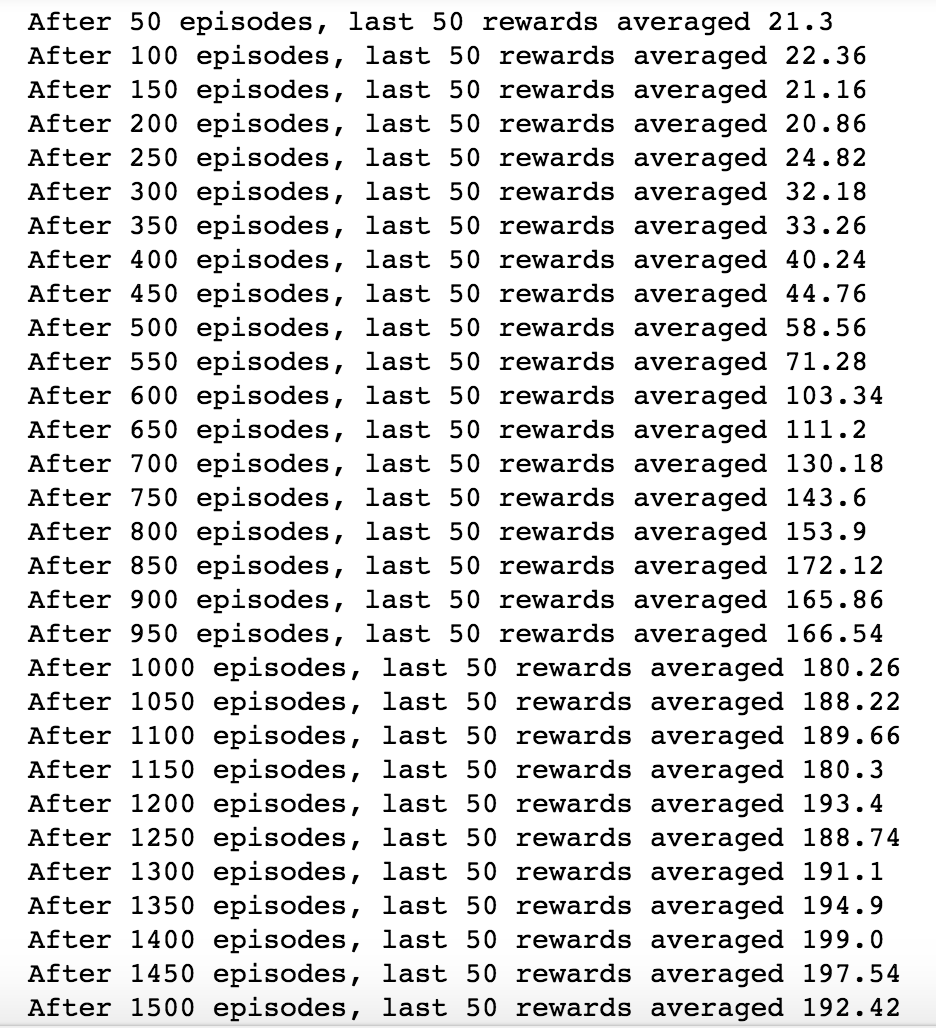 After 50 episodes, last 50 rewards averaged 21.3
After 100 episodes, last 50 rewards averaged 22.36
After 150 episodes, last 50 rewards averaged 21.16
After 200 episodes, last 50 rewards averaged 20.86
After 250 episodes, last 50 rewards averaged 24.82
After 300 episodes, last 50 rewards averaged 32.18
After 350 episodes, last 50 rewards averaged 33.26
After 400 episodes, last 50 rewards averaged 40.24
After 450 episodes, last 50 rewards averaged 44.76
After 500 episodes, last 50 rewards averaged 58.56
After 550 episodes, last 50 rewards averaged 71.28
After 600 episodes, last 50 rewards averaged 103.34
After 650 episodes, last 50 rewards averaged 111.2
After 700 episodes, last 50 rewards averaged 130.18
After 750 episodes, last 50 rewards averaged 143.6
After 800 episodes, last 50 rewards averaged 153.9
After 850 episodes, last 50 rewards averaged 172.12
After 900 episodes, last 50 rewards averaged 165.86
After 950 episodes, last 50 rewards averaged 166.54
After 1000 episodes, last 50 rewards averaged 180.26
After 1050 episodes, last 50 rewards averaged 188.22
After 1100 episodes, last 50 rewards averaged 189.66
After 1150 episodes, last 50 rewards averaged 180.3
After 1200 episodes, last 50 rewards averaged 193.4
After 1250 episodes, last 50 rewards averaged 188.74
After 1300 episodes, last 50 rewards averaged 191.1
After 1350 episodes, last 50 rewards averaged 194.9
After 1400 episodes, last 50 rewards averaged 199.0
After 1450 episodes, last 50 rewards averaged 197.54
After 1500 episodes, last 50 rewards averaged 192.42